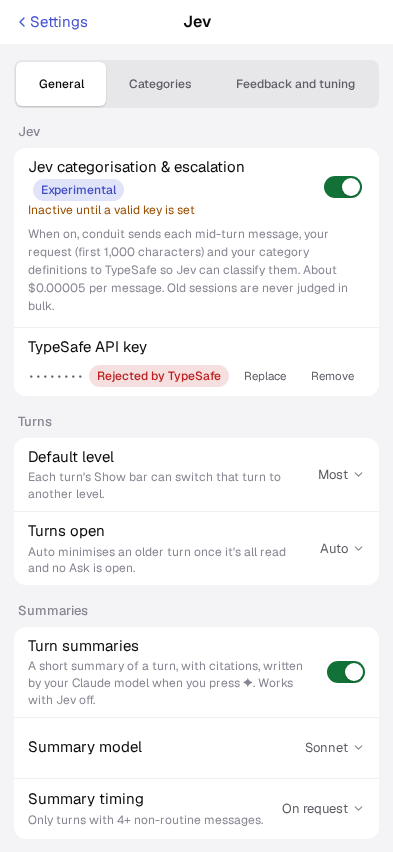 Settings
Jev
General
Categories
Feedback and tuning
Jev
Jev categorisation & escalation
Experimental
Inactive until a valid key is set
When on, conduit sends each mid-turn message, your
request (first 1,000 characters) and your category
definitions to TypeSafe so Jev can classify them. About
$0.00005 per message. Old sessions are never judged in
bulk.
TypeSafe API key
········ Rejected by TypeSafe Replace Remove
Turns
Default level
Each turn's Show bar can switch that turn to
another level.
Most
Turns open
Auto minimises an older turn once it's all read
and no Ask is open.
Auto
Summaries
Turn summaries
A short summary of a turn, with citations, written
by your Claude model when you press ✦. Works
with Jev off.
Summary model
Sonnet
Summary timing
Only turns with 4+ non-routine messages.
On request